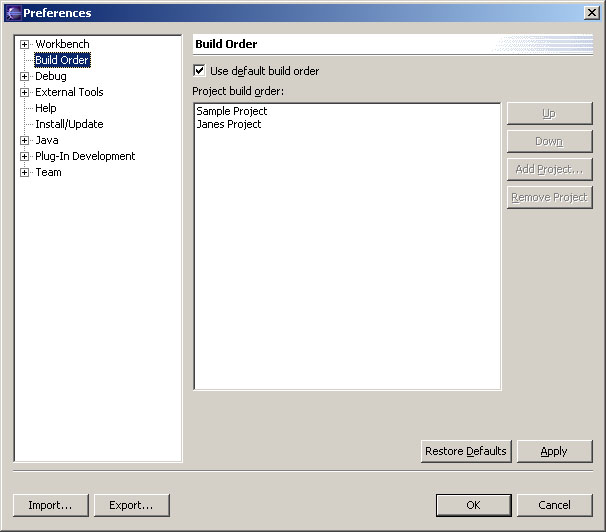 Preferences
Workbench
Build Order
Debug
External Tools
Help
Install/Update
Java
Plug-In Development
Team
Build Order
Use default build order
Project build order:
Sample Project
Janes Project
Up
Down
Add Project...
Remove Project
Restore Defaults
Apply
Import...
Export...
OK
Cancel